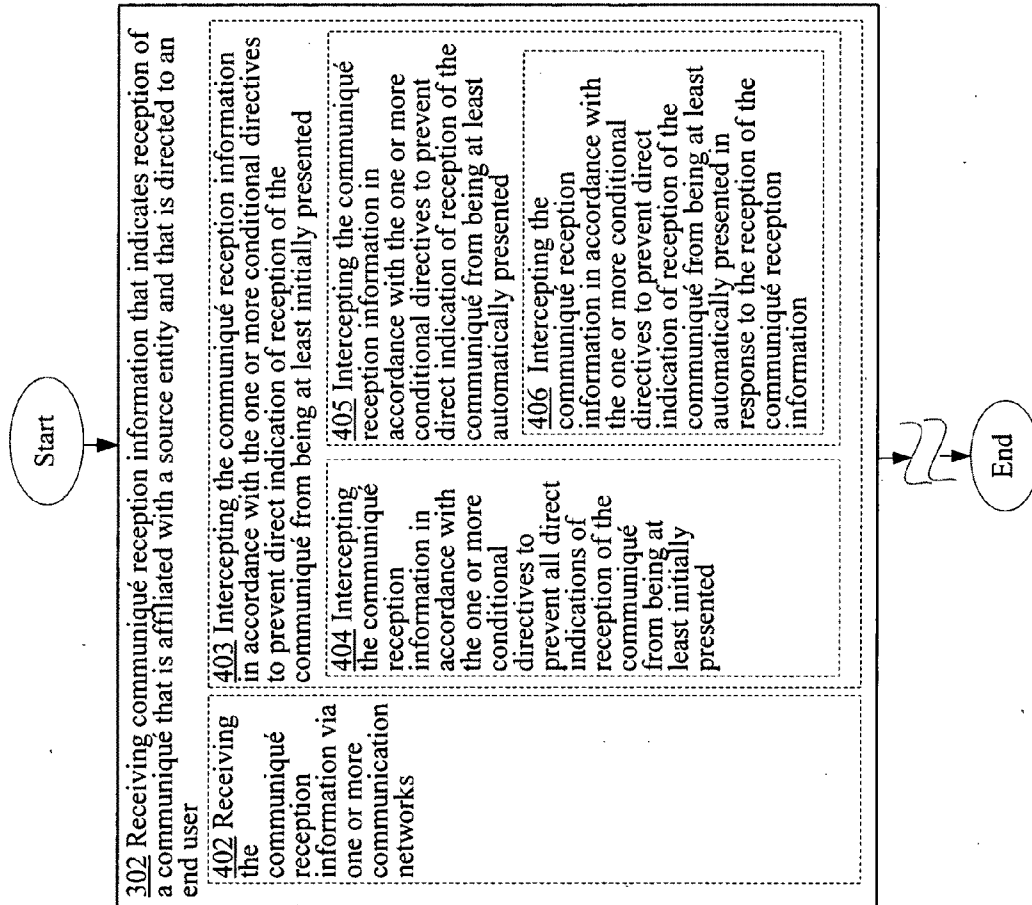 Start
302 Receiving communiqué reception information that indicates reception of
a communiqué that is affiliated with a source entity and that is directed to an
end user
402 Receiving
the
communiqué
reception
information via
one or more
communication
networks
403 Intercepting the communiqué reception information
in accordance with the one or more conditional directives
to prevent direct indication of reception of the
communiqué from being at least initially presented
404 Intercepting
the communiqué
reception
information in
accordance with
the one or more
conditional
directives to
prevent all direct
indications of
reception of the
communiqué
from being at
least initially
presented
405 Intercepting the communiqué
reception information in
accordance with the one or more
conditional directives to prevent
direct indication of reception of the
communiqué from being at least
automatically presented
406 Intercepting the
communiqué reception
information in accordance with
the one or more conditional
directives to prevent direct
indication of reception of the
communiqué from being at least
automatically presented in
response to the reception of the
communiqué reception
information
End